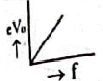 eV₀
↑
→ f